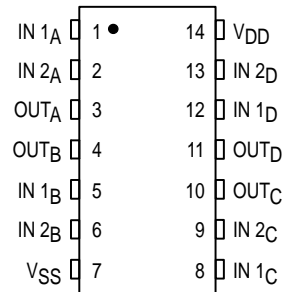 IN 1A 1 14 VDD
IN 2A 2 13 IN 2D
OUTA 3 12 IN 1D
OUTB 4 11 OUTD
IN 1B 5 10 OUTC
IN 2B 6 9 IN 2C
VSS 7 8 IN 1C